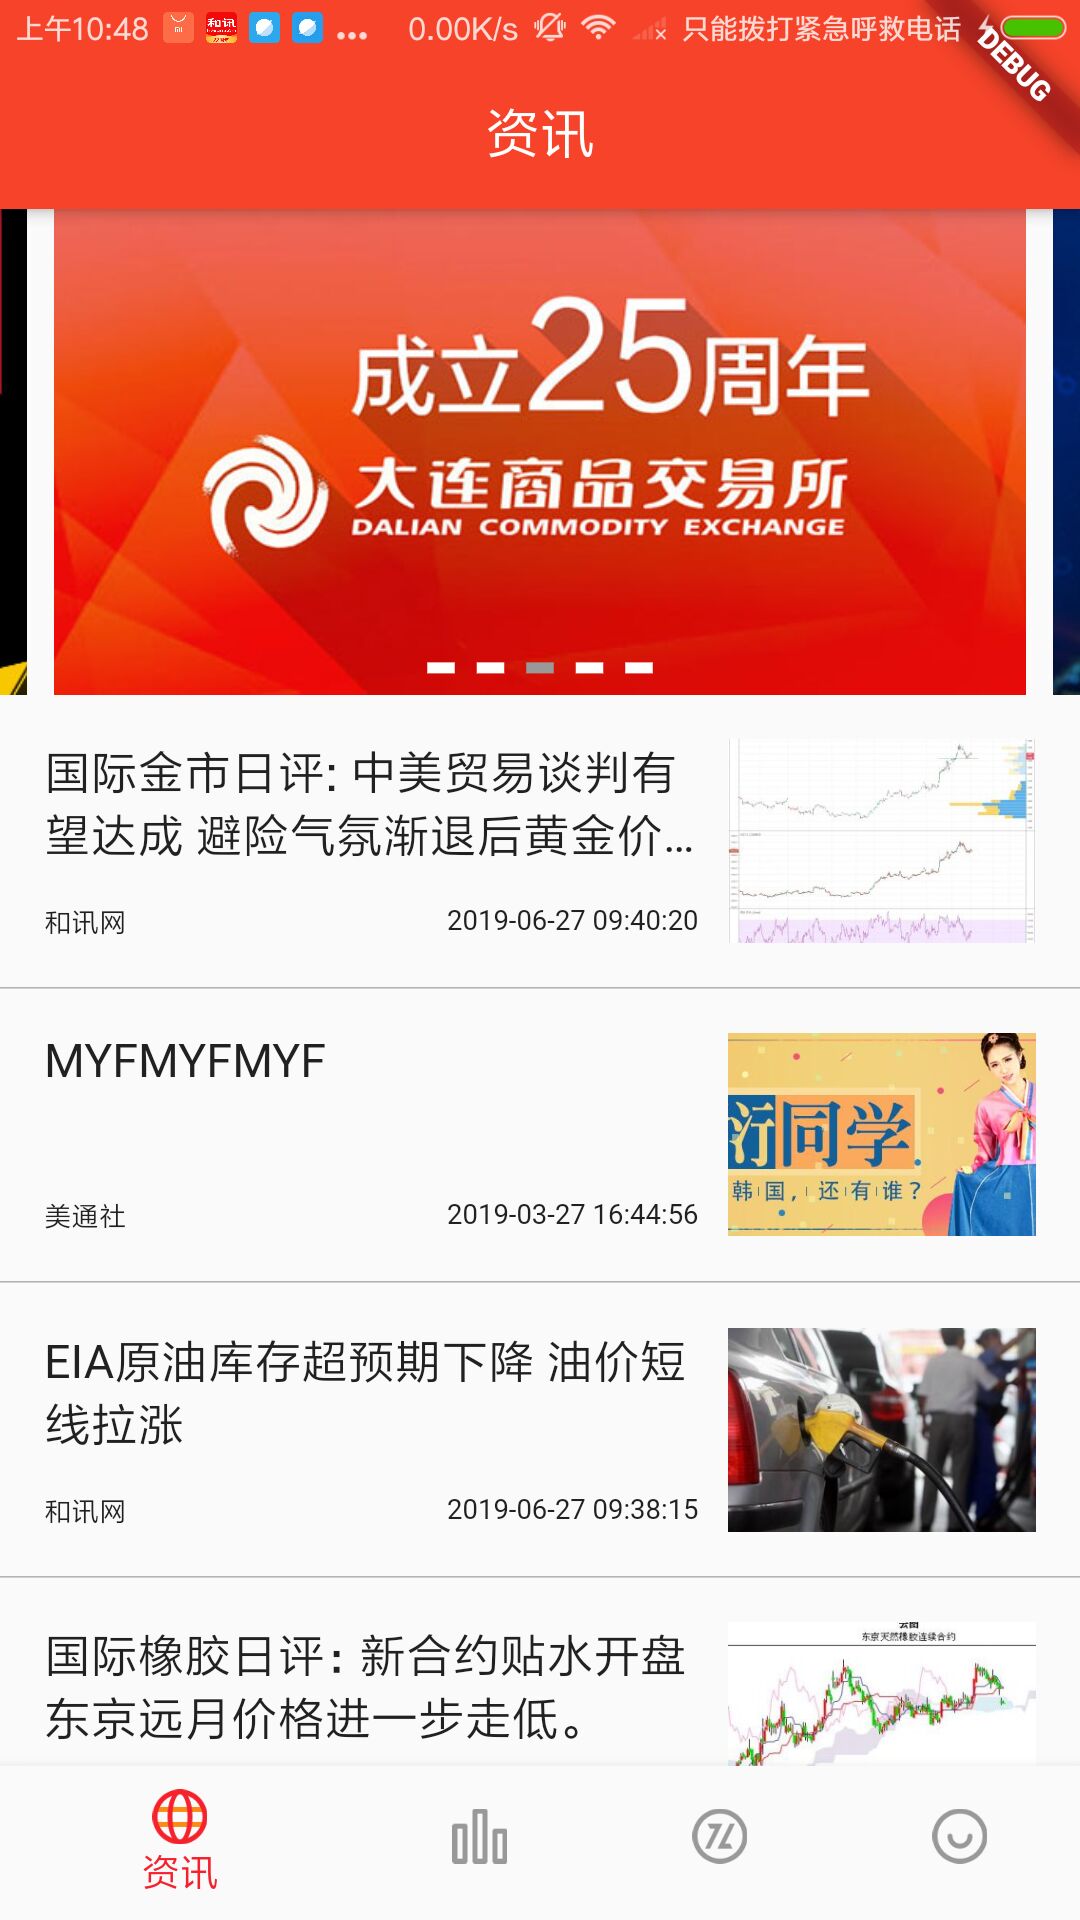 上午10:48
和讯
0.00K/s
只能拨打紧急呼救电话
DEBUG
资讯
成立25周年
大连商品交易所
DALIAN COMMODITY EXCHANGE
国际金市日评: 中美贸易谈判有
望达成 避险气氛渐退后黄金价...
和讯网
2019-06-27 09:40:20
MYFMYFMYF
同学
韩国，还有谁？
美通社
2019-03-27 16:44:56
EIA原油库存超预期下降 油价短
线拉涨
和讯网
2019-06-27 09:38:15
国际橡胶日评：新合约贴水开盘
东京远月价格进一步走低。
东京天然橡胶连续合约
资讯